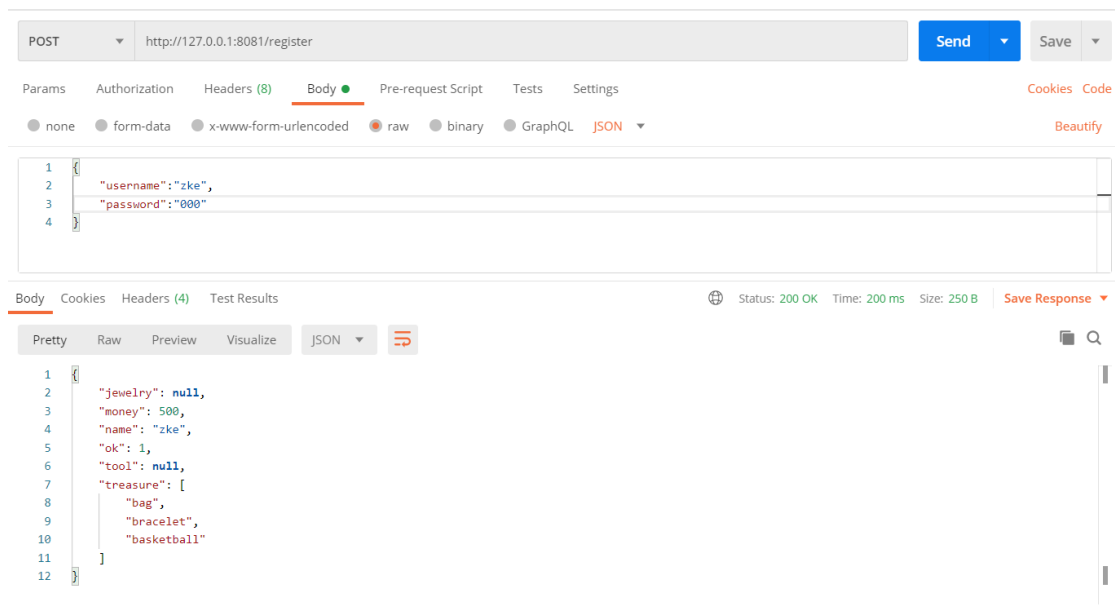 POST http://127.0.0.1:8081/register Send Save
Params Authorization Headers (8) Body Pre-request Script Tests Settings Cookies Code
none form-data x-www-form-urlencoded raw binary GraphQL JSON Beautify
1 {
2 "username":"zke",
3 "password":"000"
4 }
Body Cookies Headers (4) Test Results Status: 200 OK Time: 200 ms Size: 250 B Save Response
Pretty Raw Preview Visualize JSON
1 {
2 "jewelry": null,
3 "money": 500,
4 "name": "zke",
5 "ok": 1,
6 "tool": null,
7 "treasure": [
8 "bag",
9 "bracelet",
10 "basketball"
11 ]
12 }